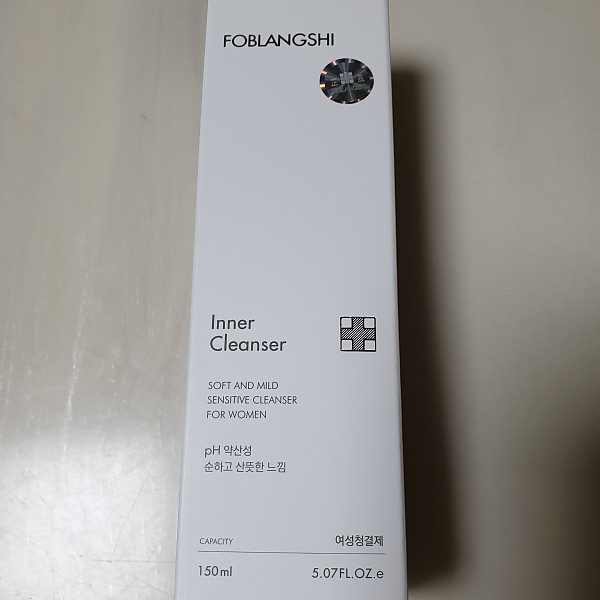 FOBLANGSHI
Inner
Cleanser
SOFT AND MILD
SENSITIVE CLEANSER
FOR WOMEN
pH 약산성
순하고 산뜻한 느낌
CAPACITY 여성청결제
150ml 5.07FL.OZ.e